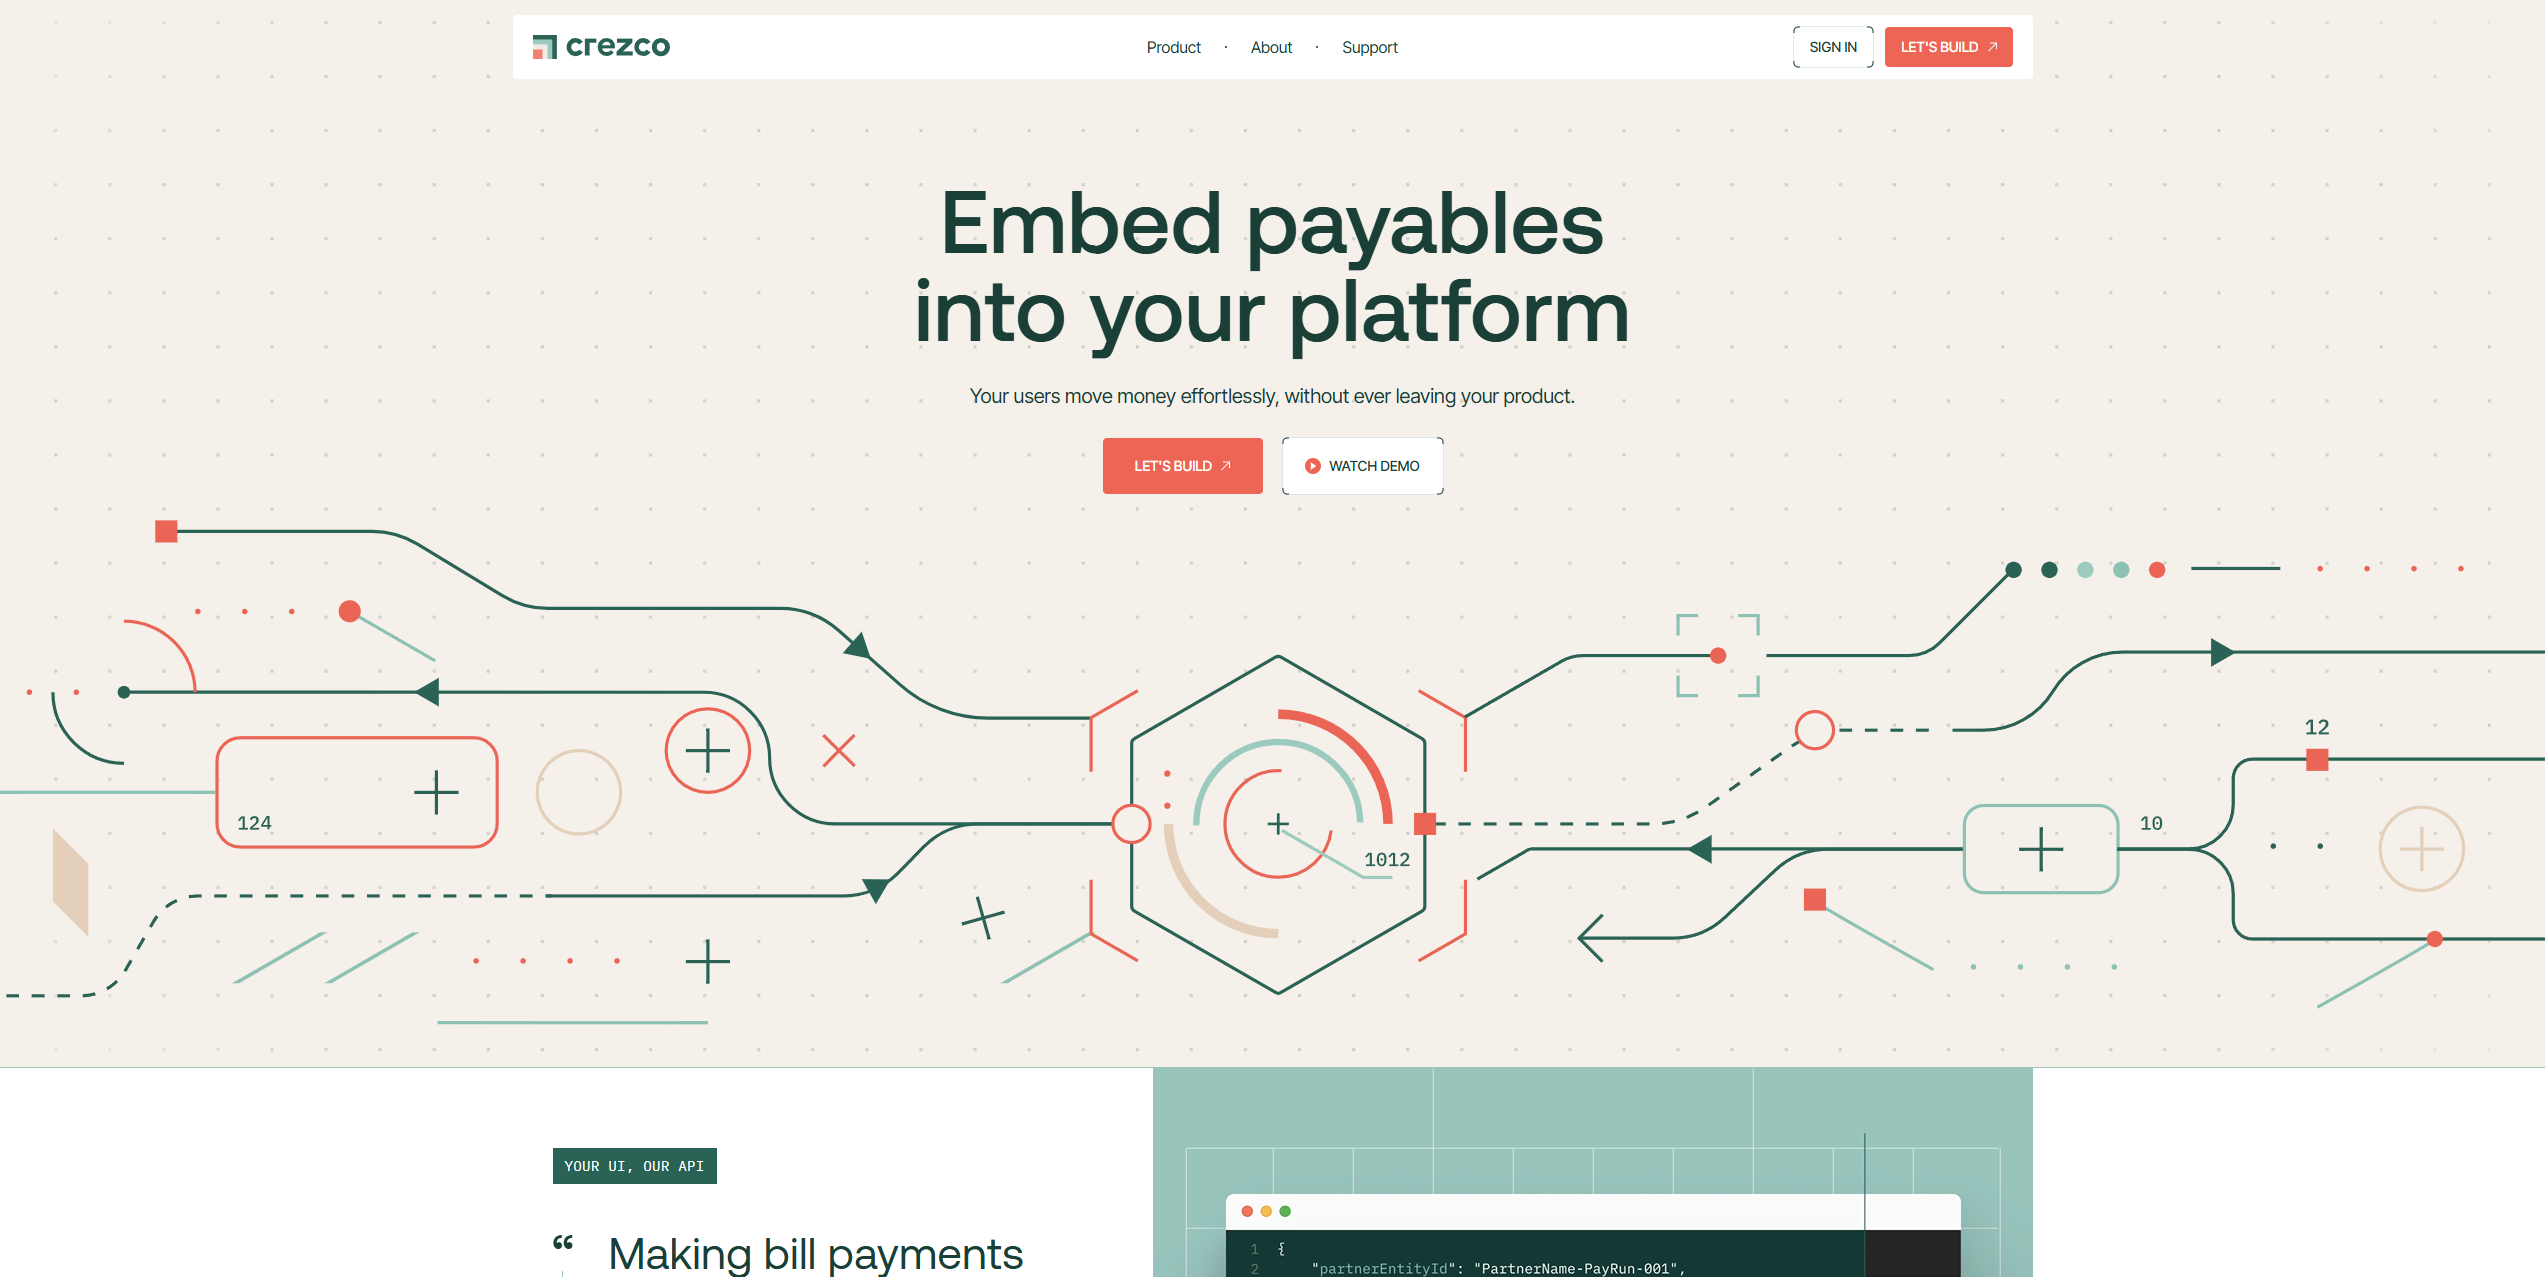 crezco
Product · About · Support
SIGN IN
LET'S BUILD
Embed payables
into your platform
Your users move money effortlessly, without ever leaving your product.
LET'S BUILD
WATCH DEMO
12
124
10
1012
YOUR UI, OUR API
“ Making bill payments
1 {
2 "partnerEntityId": "PartnerName-PayRun-001",